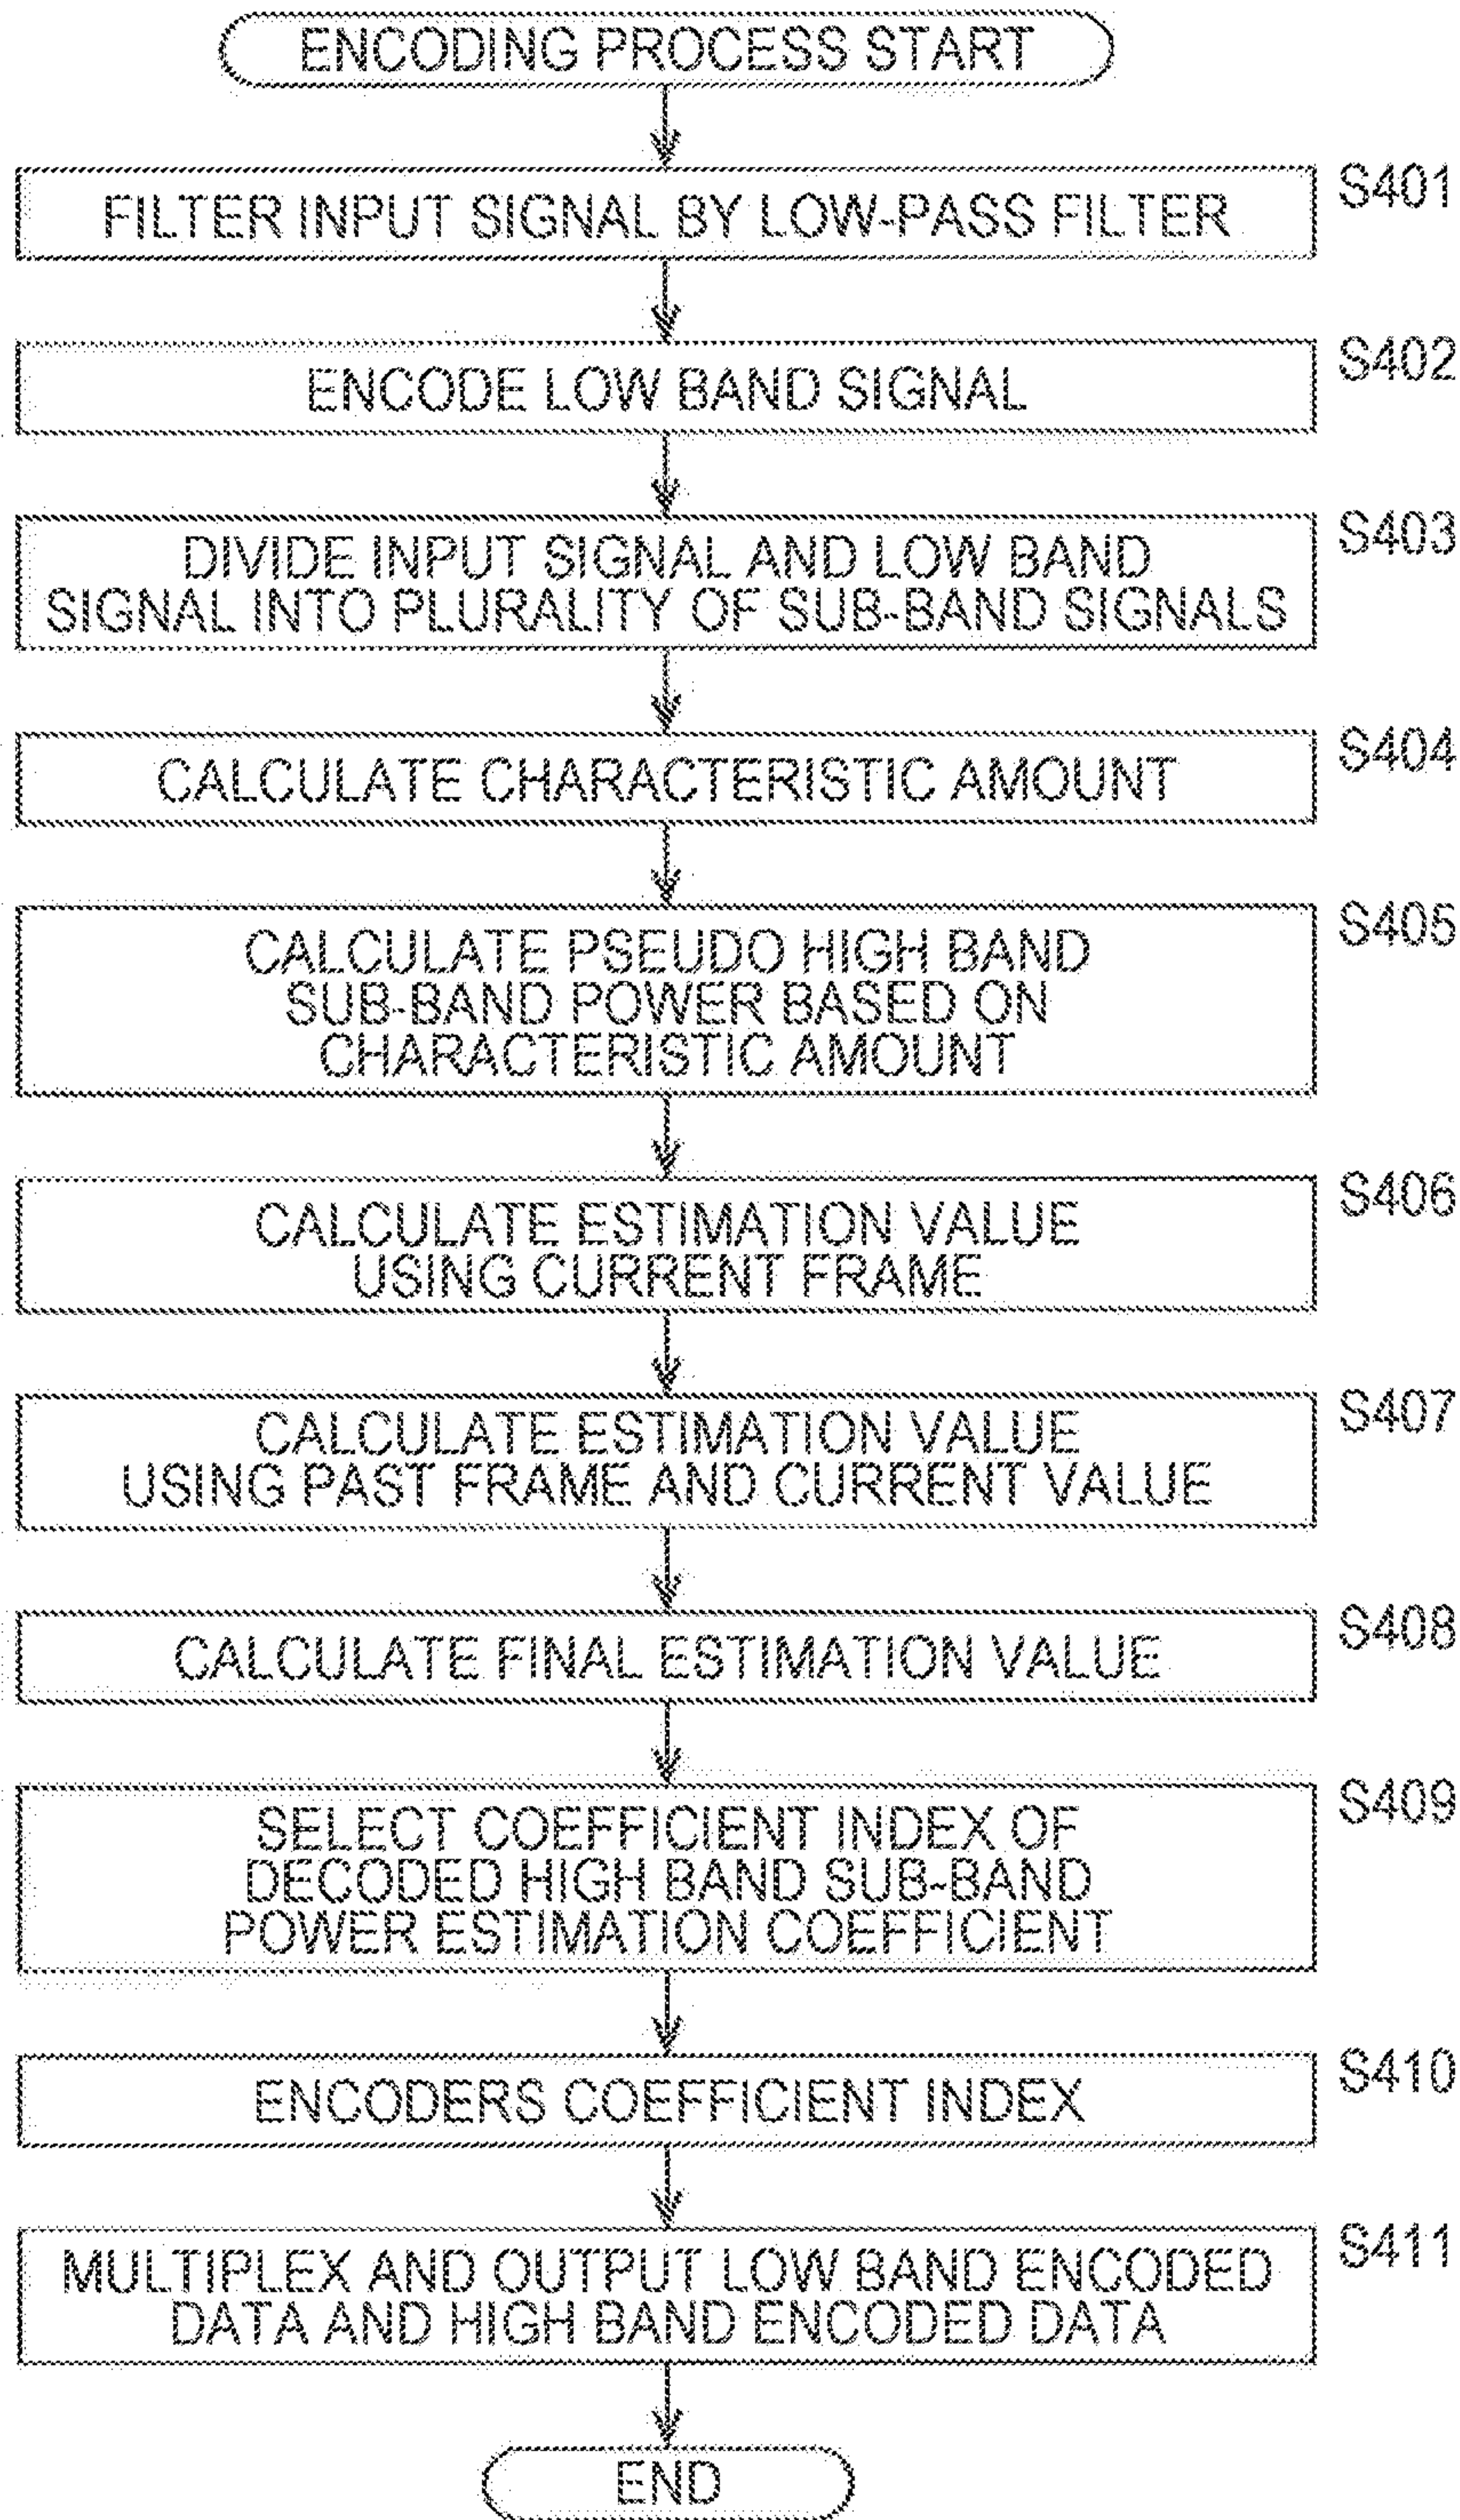 ENCODING PROCESS START
FILTER INPUT SIGNAL BY LOW-PASS FILTER
S401
ENCODE LOW BAND SIGNAL
S402
DIVIDE INPUT SIGNAL AND LOW BAND
SIGNAL INTO PLURALITY OF SUB-BAND SIGNALS
S403
CALCULATE CHARACTERISTIC AMOUNT
S404
CALCULATE PSEUDO HIGH BAND
SUB-BAND POWER BASED ON
CHARACTERISTIC AMOUNT
S405
CALCULATE ESTIMATION VALUE
USING CURRENT FRAME
S406
CALCULATE ESTIMATION VALUE
USING PAST FRAME AND CURRENT VALUE
S407
CALCULATE FINAL ESTIMATION VALUE
S408
SELECT COEFFICIENT INDEX OF
DECODED HIGH BAND SUB-BAND
POWER ESTIMATION COEFFICIENT
S409
ENCODERS COEFFICIENT INDEX
S410
MULTIPLEX AND OUTPUT LOW BAND ENCODED
DATA AND HIGH BAND ENCODED DATA
S411
END